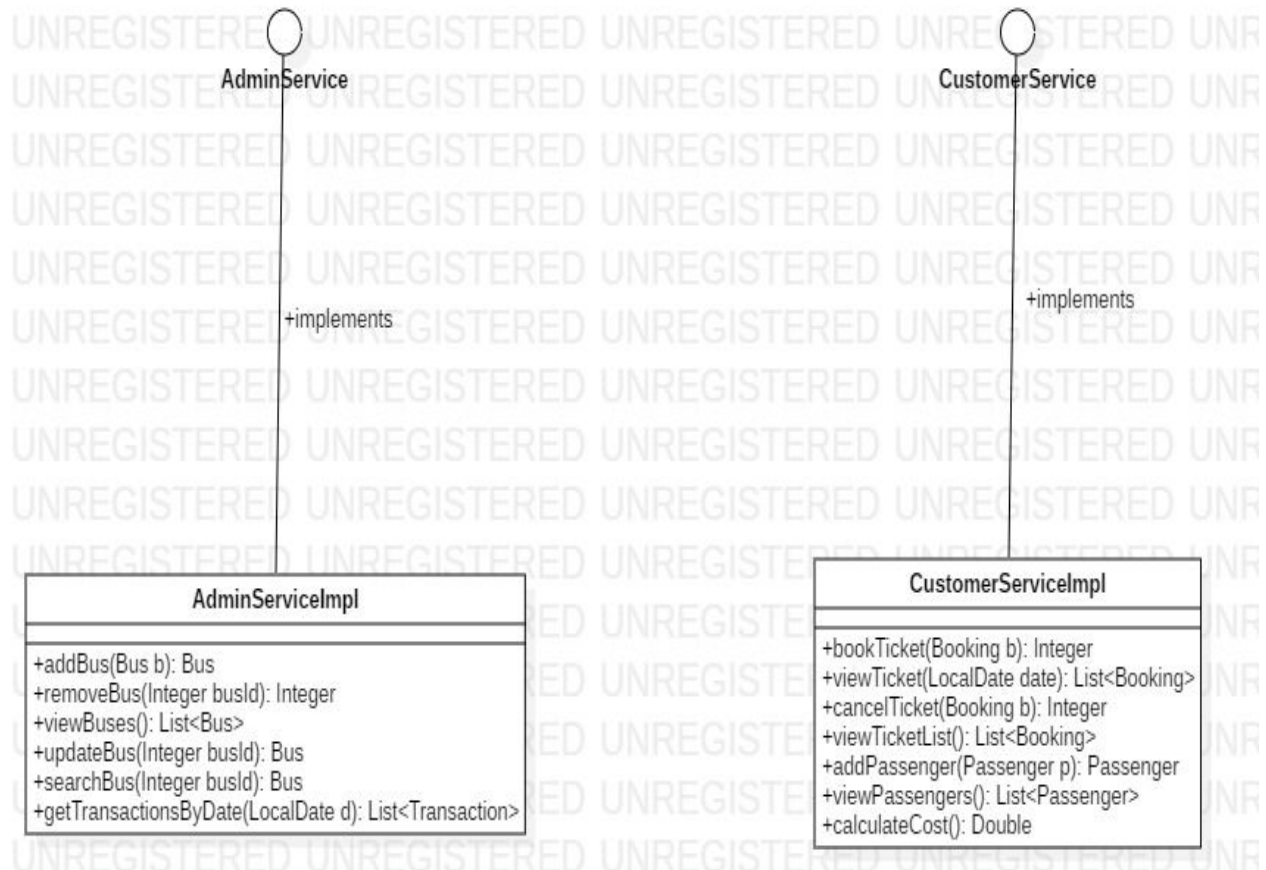 AdminService
CustomerService
+implements
+implements
AdminServiceImpl
+addBus(Bus b): Bus
+removeBus(Integer busId): Integer
+viewBuses(): List<Bus>
+updateBus(Integer busId): Bus
+searchBus(Integer busId): Bus
+getTransactionsByDate(LocalDate d): List<Transaction>
CustomerServiceImpl
+bookTicket(Booking b): Integer
+viewTicket(LocalDate date): List<Booking>
+cancelTicket(Booking b): Integer
+viewTicketList(): List<Booking>
+addPassenger(Passenger p): Passenger
+viewPassengers(): List<Passenger>
+calculateCost(): Double